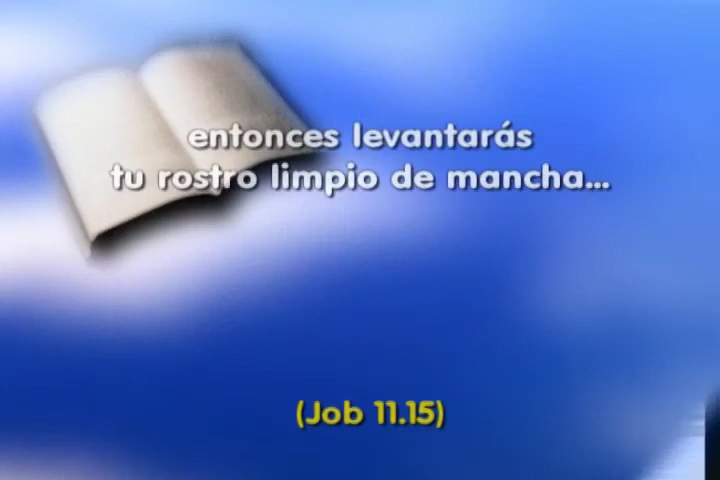 entonces levantarás
tu rostro limpio de mancha...
(Job 11.15)